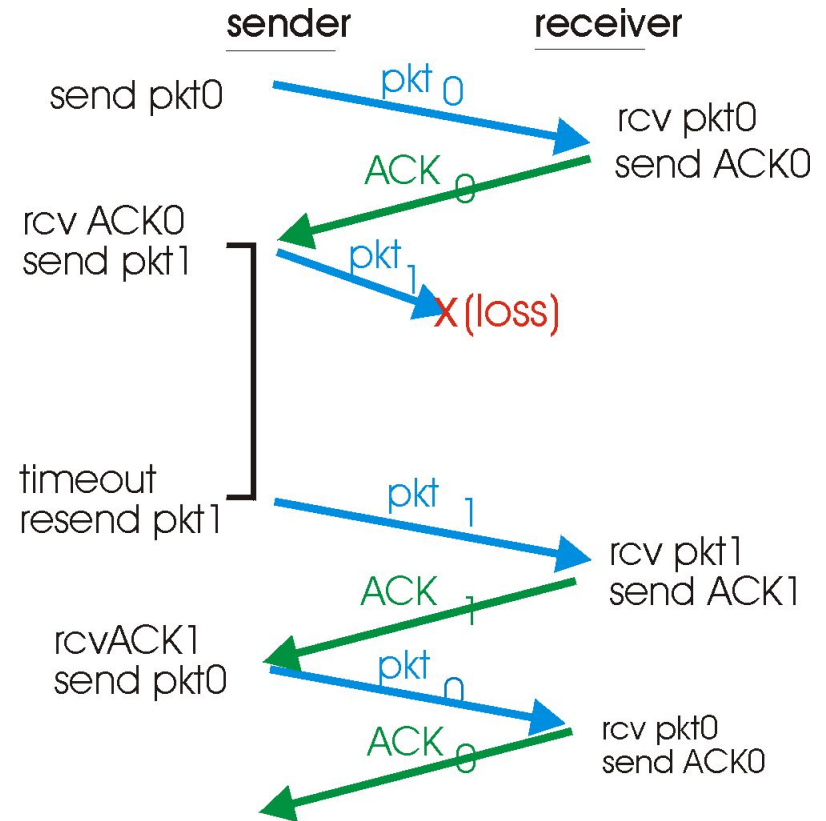 sender
receiver
send pkt0
pkt 0
rcv pkt0
send ACK0
ACK 0
rcv ACK0
send pkt1
pkt 1
X (loss)
timeout
resend pkt1
pkt 1
rcv pkt1
send ACK1
ACK 1
rcvACK1
send pkt0
pkt 0
rcv pkt0
send ACK0
ACK 0